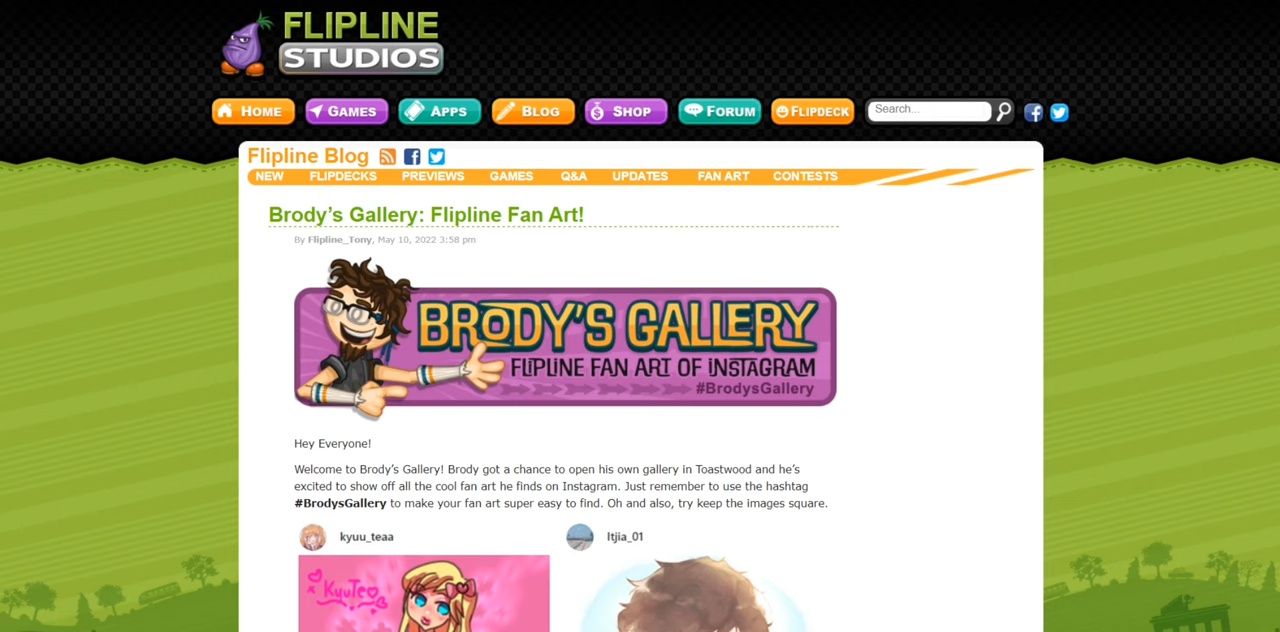 FLIPLINE
STUDIOS
HOME GAMES APPS BLOG SHOP FORUM FLIPDECK Search...
Flipline Blog
NEW FLIPDECKS PREVIEWS GAMES Q&A UPDATES FAN ART CONTESTS
Brody's Gallery: Flipline Fan Art!
By Flipline_Tony, May 10, 2022 3:58 pm
BRODY'S GALLERY
FLIPLINE FAN ART OF INSTAGRAM
#BrodysGallery
Hey Everyone!
Welcome to Brody's Gallery! Brody got a chance to open his own gallery in Toastwood and he's
excited to show off all the cool fan art he finds on Instagram. Just remember to use the hashtag
#BrodysGallery to make your fan art super easy to find. Oh and also, try keep the images square.
kyuu_teaa ltjia_01
KyuTeo